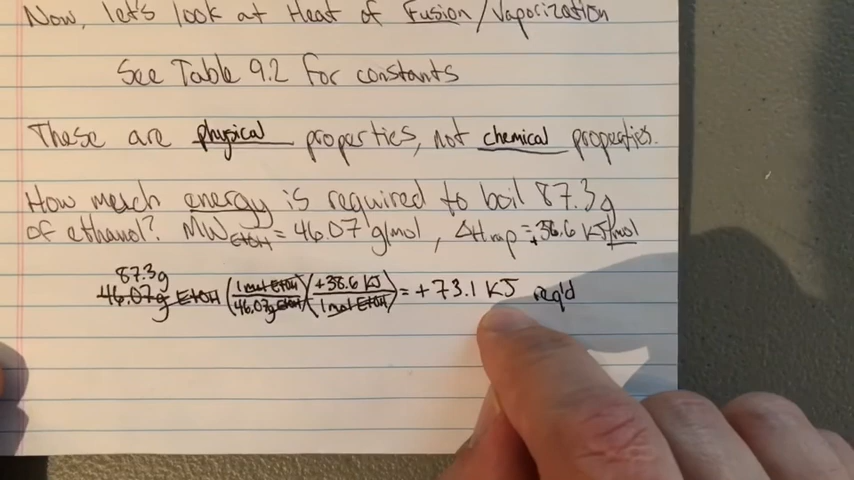 Now, let's look at Heat of Fusion/Vaporization
See Table 9.2 for constants
These are physical properties, not chemical properties.
How much energy is required to boil 87.3g
of ethanol? MW EtOH = 46.07 g/mol, ΔHvap = +38.6 KJ/mol
87.3g
46.07g EtOH (1 mol EtOH / 46.07g EtOH)(+38.6 KJ / 1 mol EtOH) = +73.1 KJ req'd